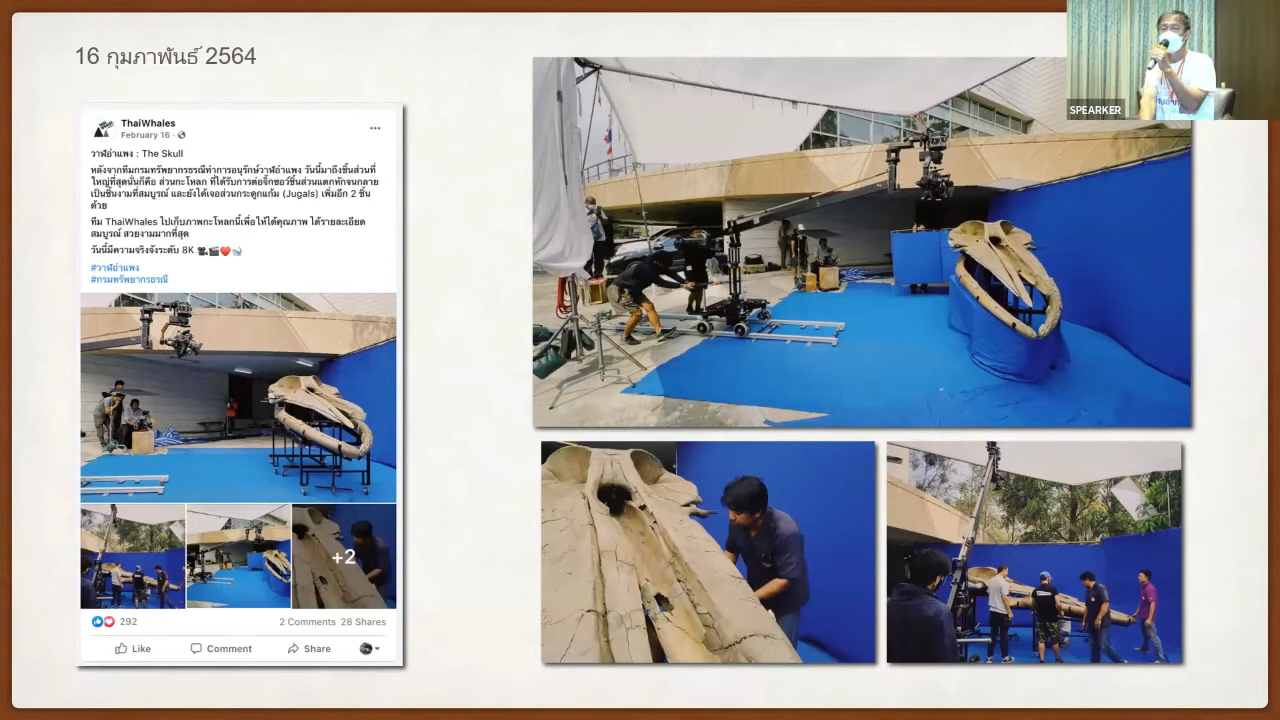 16 กุมภาพันธ์ 2564
SPEARKER
ThaiWhales
February 16 ·
วาฬอำแพง : The Skull
หลังจากทีมกรมทรัพยากรธรณีทำการอนุรักษ์วาฬอำแพง วันนี้มาถึงชิ้นส่วนที่
ใหญ่ที่สุดนั่นก็คือ ส่วนกะโหลก ที่ได้รับการต่อจิ๊กซอว์ชิ้นส่วนแตกหักจนกลาย
เป็นชิ้นงามที่สมบูรณ์ และยังได้เจอส่วนกระดูกแก้ม (Jugals) เพิ่มอีก 2 ชิ้น
ด้วย
ทีม ThaiWhales ไปเก็บภาพกะโหลกนี้เพื่อให้ได้คุณภาพ ได้รายละเอียด
สมบูรณ์ สวยงามมากที่สุด
วันนี้มีความจริงจังระดับ 8K 🎥🎬❤️🐋
#วาฬอำแพง
#กรมทรัพยากรธรณี
+2
292
2 Comments 28 Shares
Like Comment Share